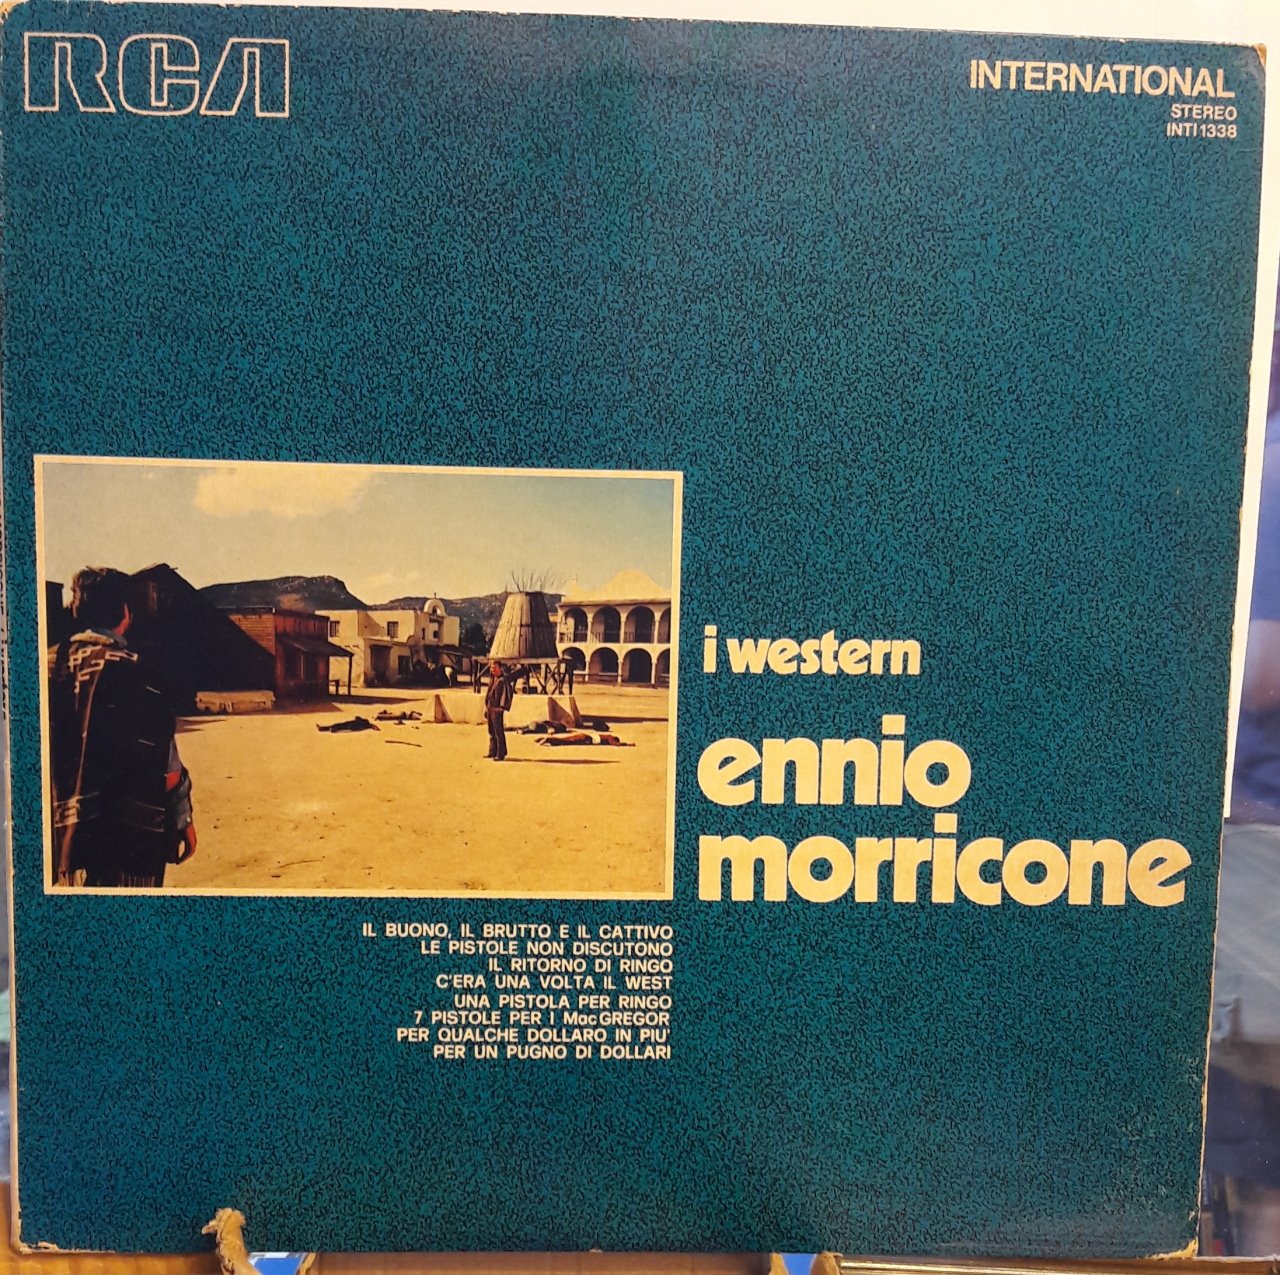 RCA
INTERNATIONAL
STEREO
INTI 1338
i western
ennio
morricone
IL BUONO, IL BRUTTO E IL CATTIVO
LE PISTOLE NON DISCUTONO
IL RITORNO DI RINGO
C'ERA UNA VOLTA IL WEST
UNA PISTOLA PER RINGO
7 PISTOLE PER I MacGREGOR
PER QUALCHE DOLLARO IN PIU'
PER UN PUGNO DI DOLLARI